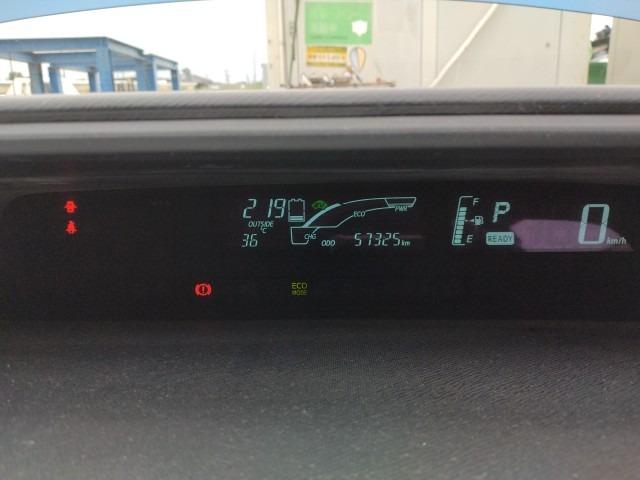 219
OUTSIDE
°C
36
ECO
PWR
CHG
ODO 57325 km
F
E
P
READY
0
km/h
ECO
MODE